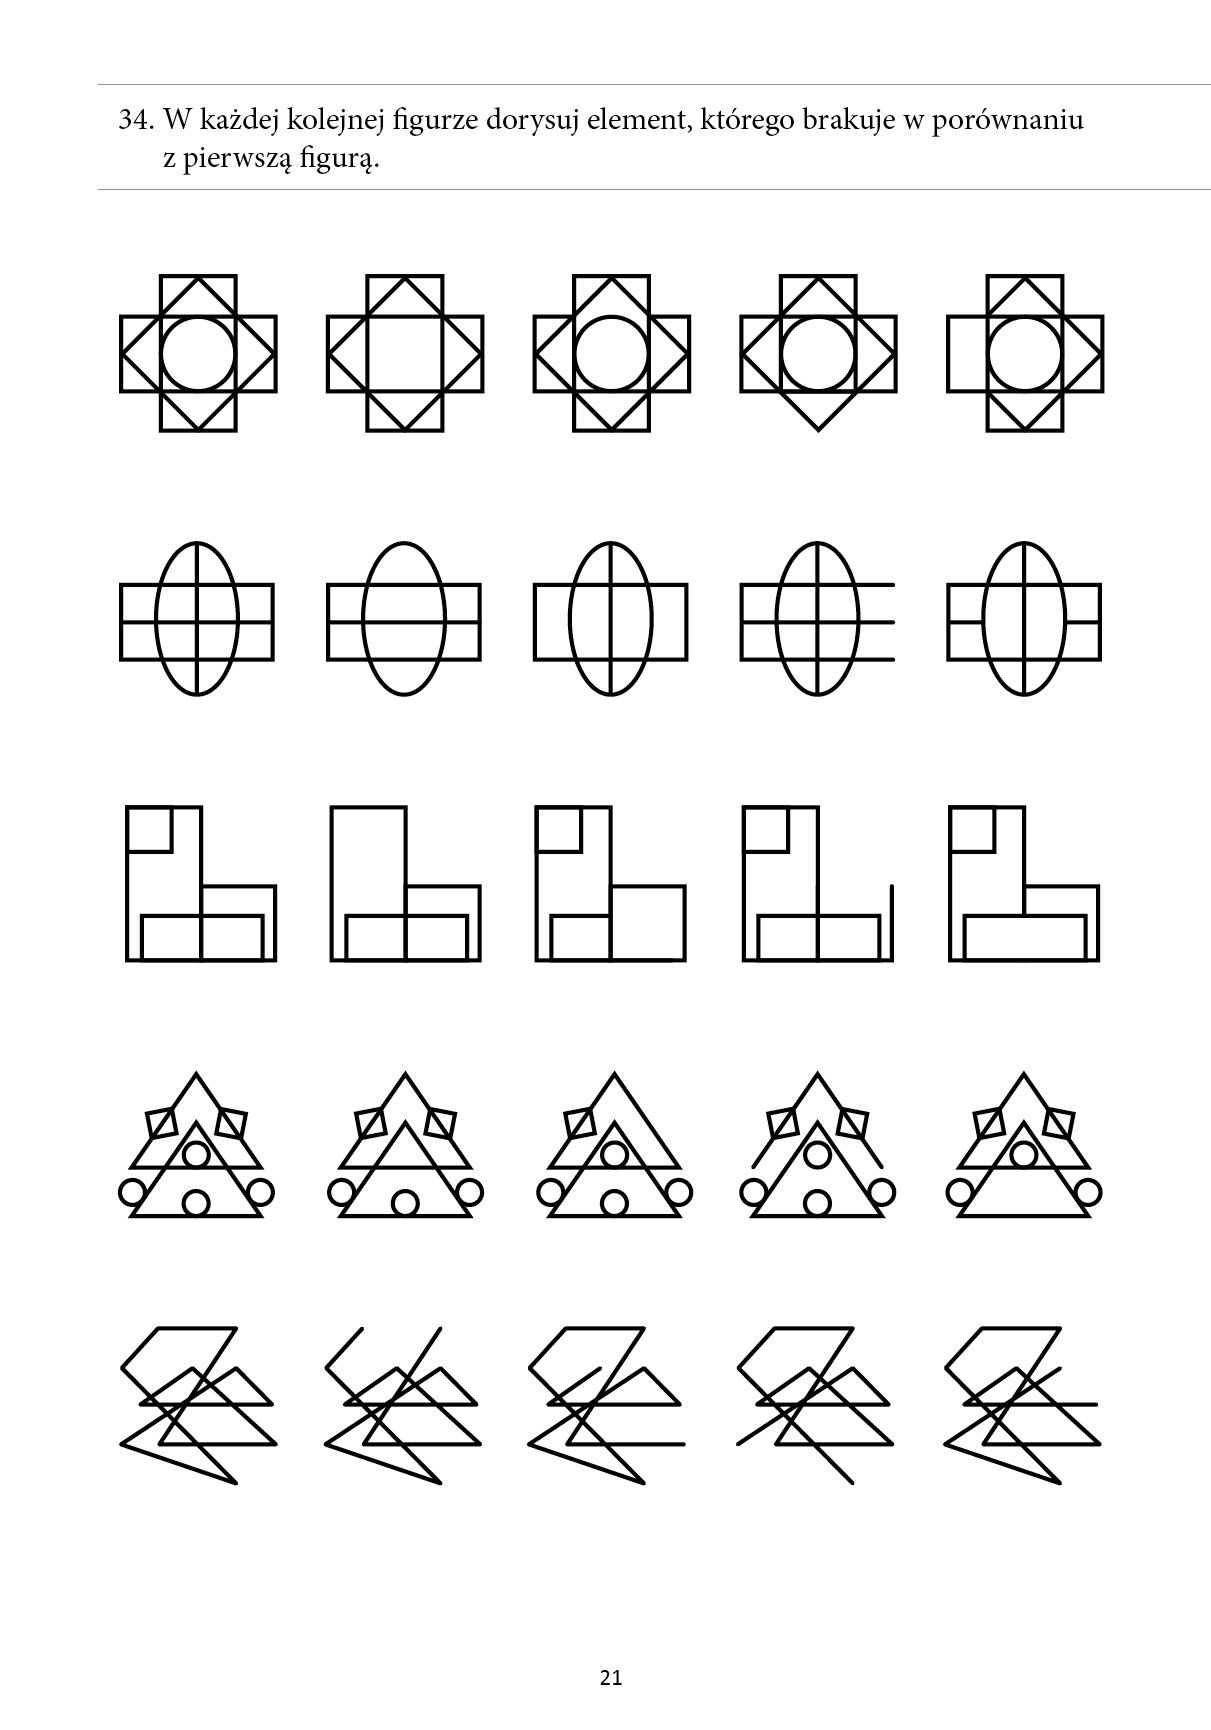 34. W każdej kolejnej figurze dorysuj element, którego brakuje w porównaniu
z pierwszą figurą.
21